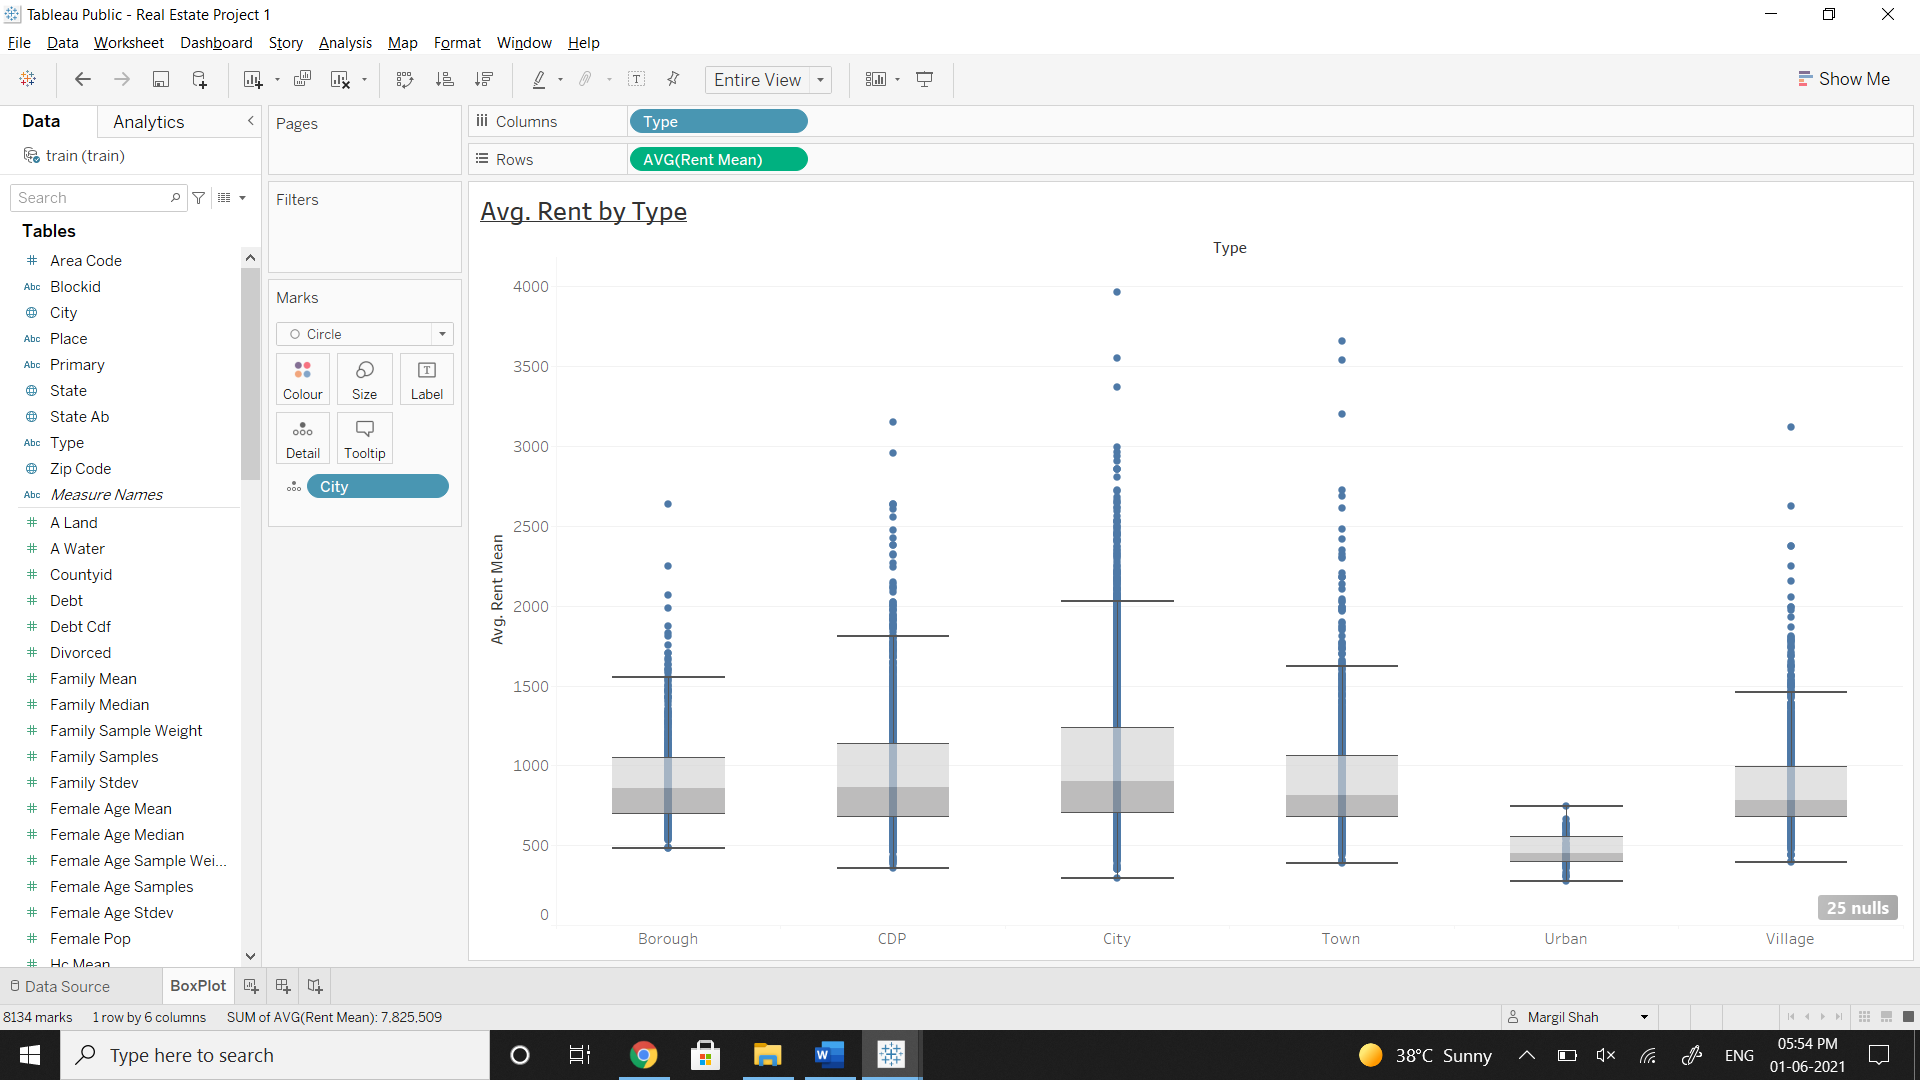 Tableau Public - Real Estate Project 1
File Data Worksheet Dashboard Story Analysis Map Format Window Help
Entire View
Show Me
Data Analytics
train (train)
Search
Tables
Area Code
Abc Blockid
City
Abc Place
Abc Primary
State
State Ab
Abc Type
Zip Code
Abc Measure Names
A Land
A Water
Countyid
Debt
Debt Cdf
Divorced
Family Mean
Family Median
Family Sample Weight
Family Samples
Family Stdev
Female Age Mean
Female Age Median
Female Age Sample Wei...
Female Age Samples
Female Age Stdev
Female Pop
Hc Mean
Pages
Filters
Marks
Circle
Colour Size Label
Detail Tooltip
City
Columns Type
Rows AVG(Rent Mean)
Avg. Rent by Type
Type
Avg. Rent Mean
4000
3500
3000
2500
2000
1500
1000
500
0
25 nulls
Borough CDP City Town Urban Village
Data Source BoxPlot
8134 marks 1 row by 6 columns SUM of AVG(Rent Mean): 7,825,509
Margil Shah
Type here to search
38°C Sunny
ENG
05:54 PM
01-06-2021